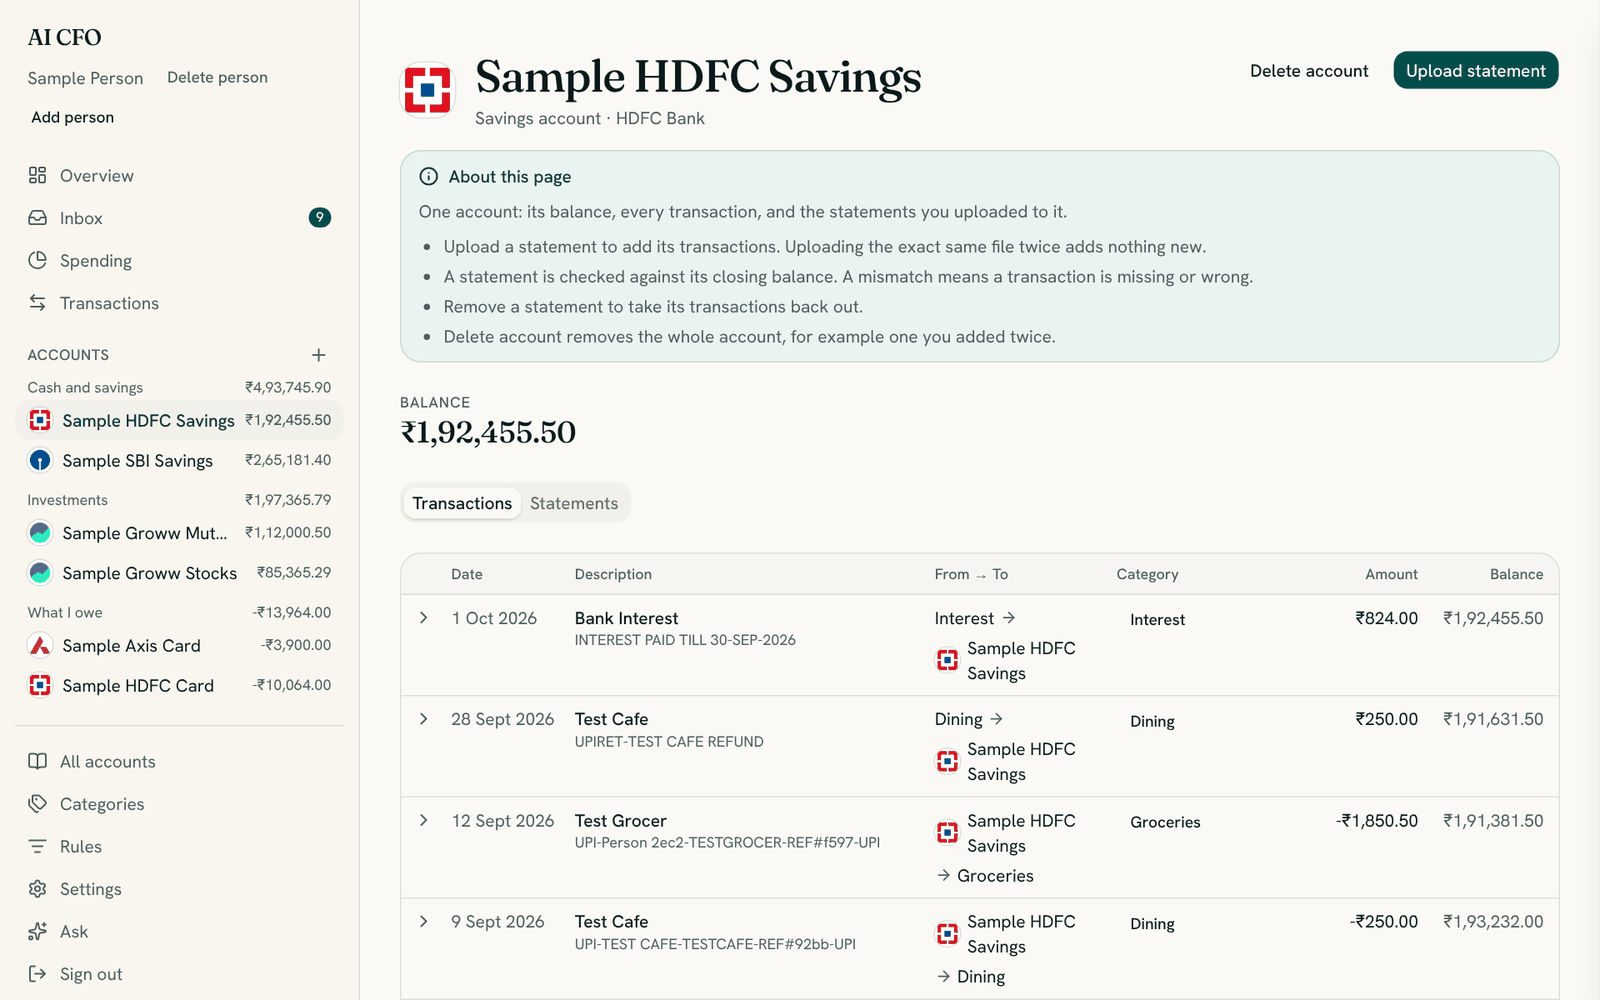 AI CFO
Sample Person Delete person
Add person
Overview
Inbox 9
Spending
Transactions
ACCOUNTS
Cash and savings ₹4,93,745.90
Sample HDFC Savings ₹1,92,455.50
Sample SBI Savings ₹2,65,181.40
Investments ₹1,97,365.79
Sample Groww Mut... ₹1,12,000.50
Sample Groww Stocks ₹85,365.29
What I owe -₹13,964.00
Sample Axis Card -₹3,900.00
Sample HDFC Card -₹10,064.00
All accounts
Categories
Rules
Settings
Ask
Sign out
Sample HDFC Savings
Savings account · HDFC Bank
Delete account Upload statement
About this page
One account: its balance, every transaction, and the statements you uploaded to it.
• Upload a statement to add its transactions. Uploading the exact same file twice adds nothing new.
• A statement is checked against its closing balance. A mismatch means a transaction is missing or wrong.
• Remove a statement to take its transactions back out.
• Delete account removes the whole account, for example one you added twice.
BALANCE
₹1,92,455.50
Transactions Statements
Date Description From → To Category Amount Balance
1 Oct 2026 Bank Interest Interest → Interest ₹824.00 ₹1,92,455.50
INTEREST PAID TILL 30-SEP-2026
Sample HDFC
Savings
28 Sept 2026 Test Cafe Dining → Dining ₹250.00 ₹1,91,631.50
UPIRET-TEST CAFE REFUND
Sample HDFC
Savings
12 Sept 2026 Test Grocer Sample HDFC Groceries -₹1,850.50 ₹1,91,381.50
UPI-Person 2ec2-TESTGROCER-REF#f597-UPI Savings
→ Groceries
9 Sept 2026 Test Cafe Sample HDFC Dining -₹250.00 ₹1,93,232.00
UPI-TEST CAFE-TESTCAFE-REF#92bb-UPI Savings
→ Dining